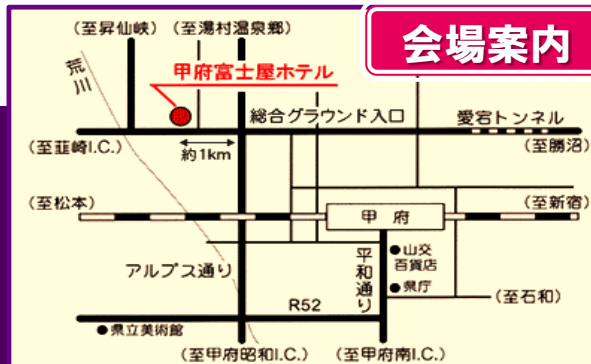 会場案内
(至昇仙峡)
(至湯村温泉郷)
荒川
甲府富士屋ホテル
総合グラウンド入口
愛宕トンネル
(至韮崎I.C.)
約1km
(至勝沼)
(至松本)
甲府
(至新宿)
アルプス通り
平和通り
●山交
百貨店
●県庁
R52
(至石和)
●県立美術館
(至甲府昭和I.C.)
(至甲府南I.C.)